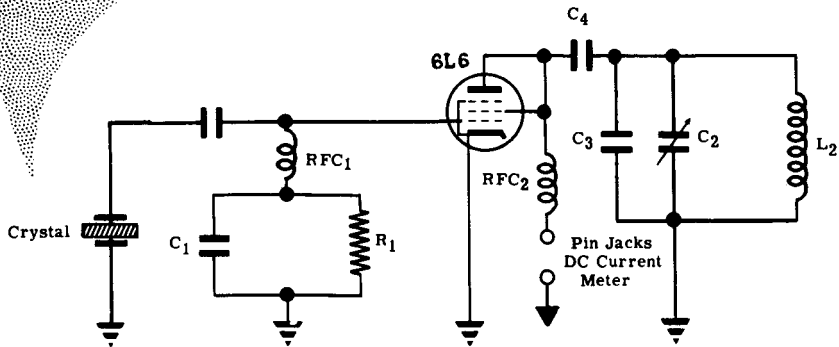 C4
6L6
RFC1
C3
C2
L2
RFC2
Crystal
C1
R1
Pin Jacks
DC Current
Meter